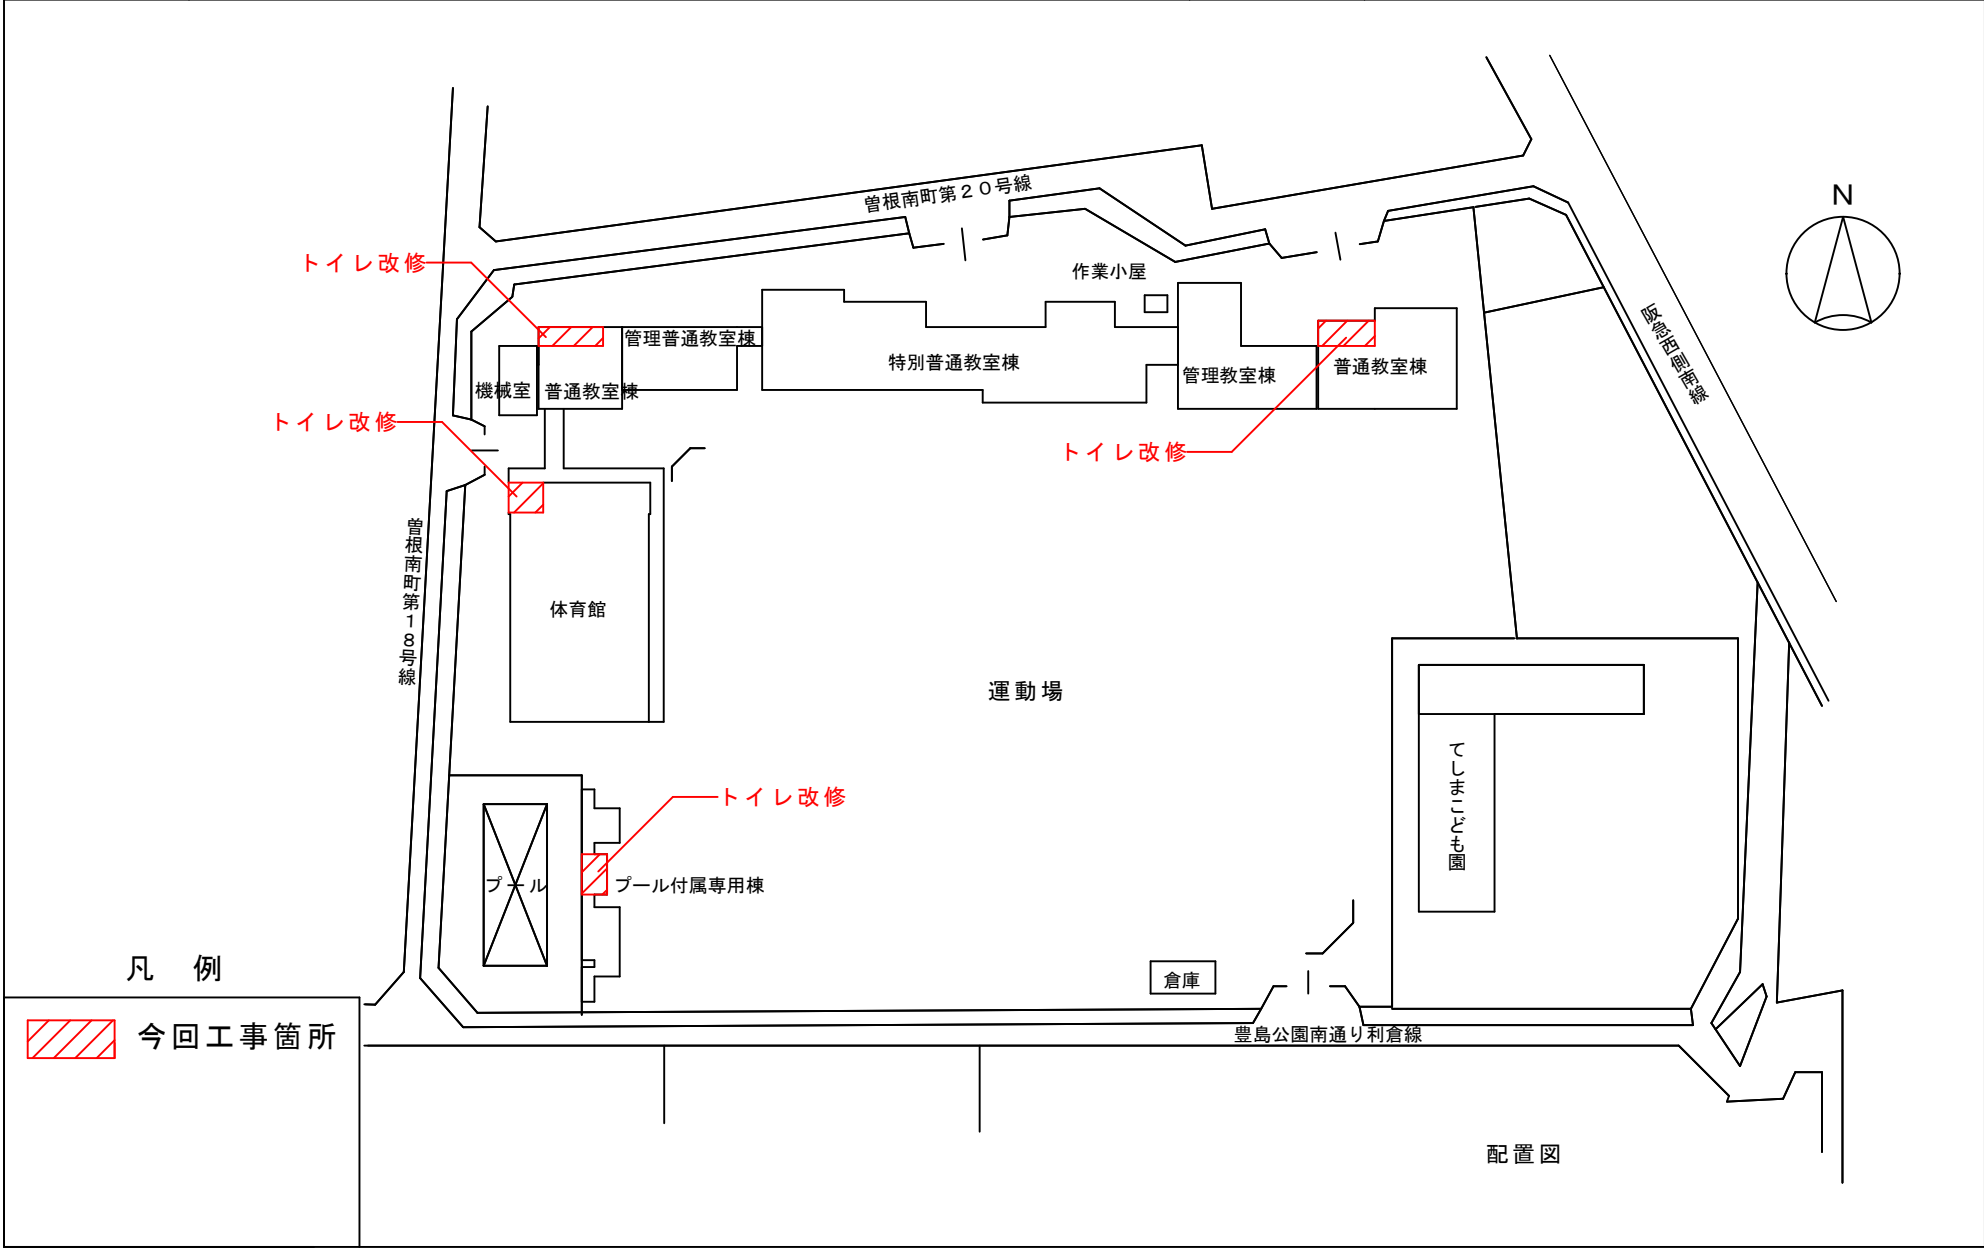 曽根南町第２０号線
N
トイレ改修
作業小屋
阪急西側南線
管理普通教室棟
特別普通教室棟
管理教室棟
普通教室棟
機械室
普通教室棟
トイレ改修
トイレ改修
曽根南町第１８号線
体育館
運動場
てしまこども園
トイレ改修
プール
プール付属専用棟
凡 例
倉庫
今回工事箇所
豊島公園南通り利倉線
配置図